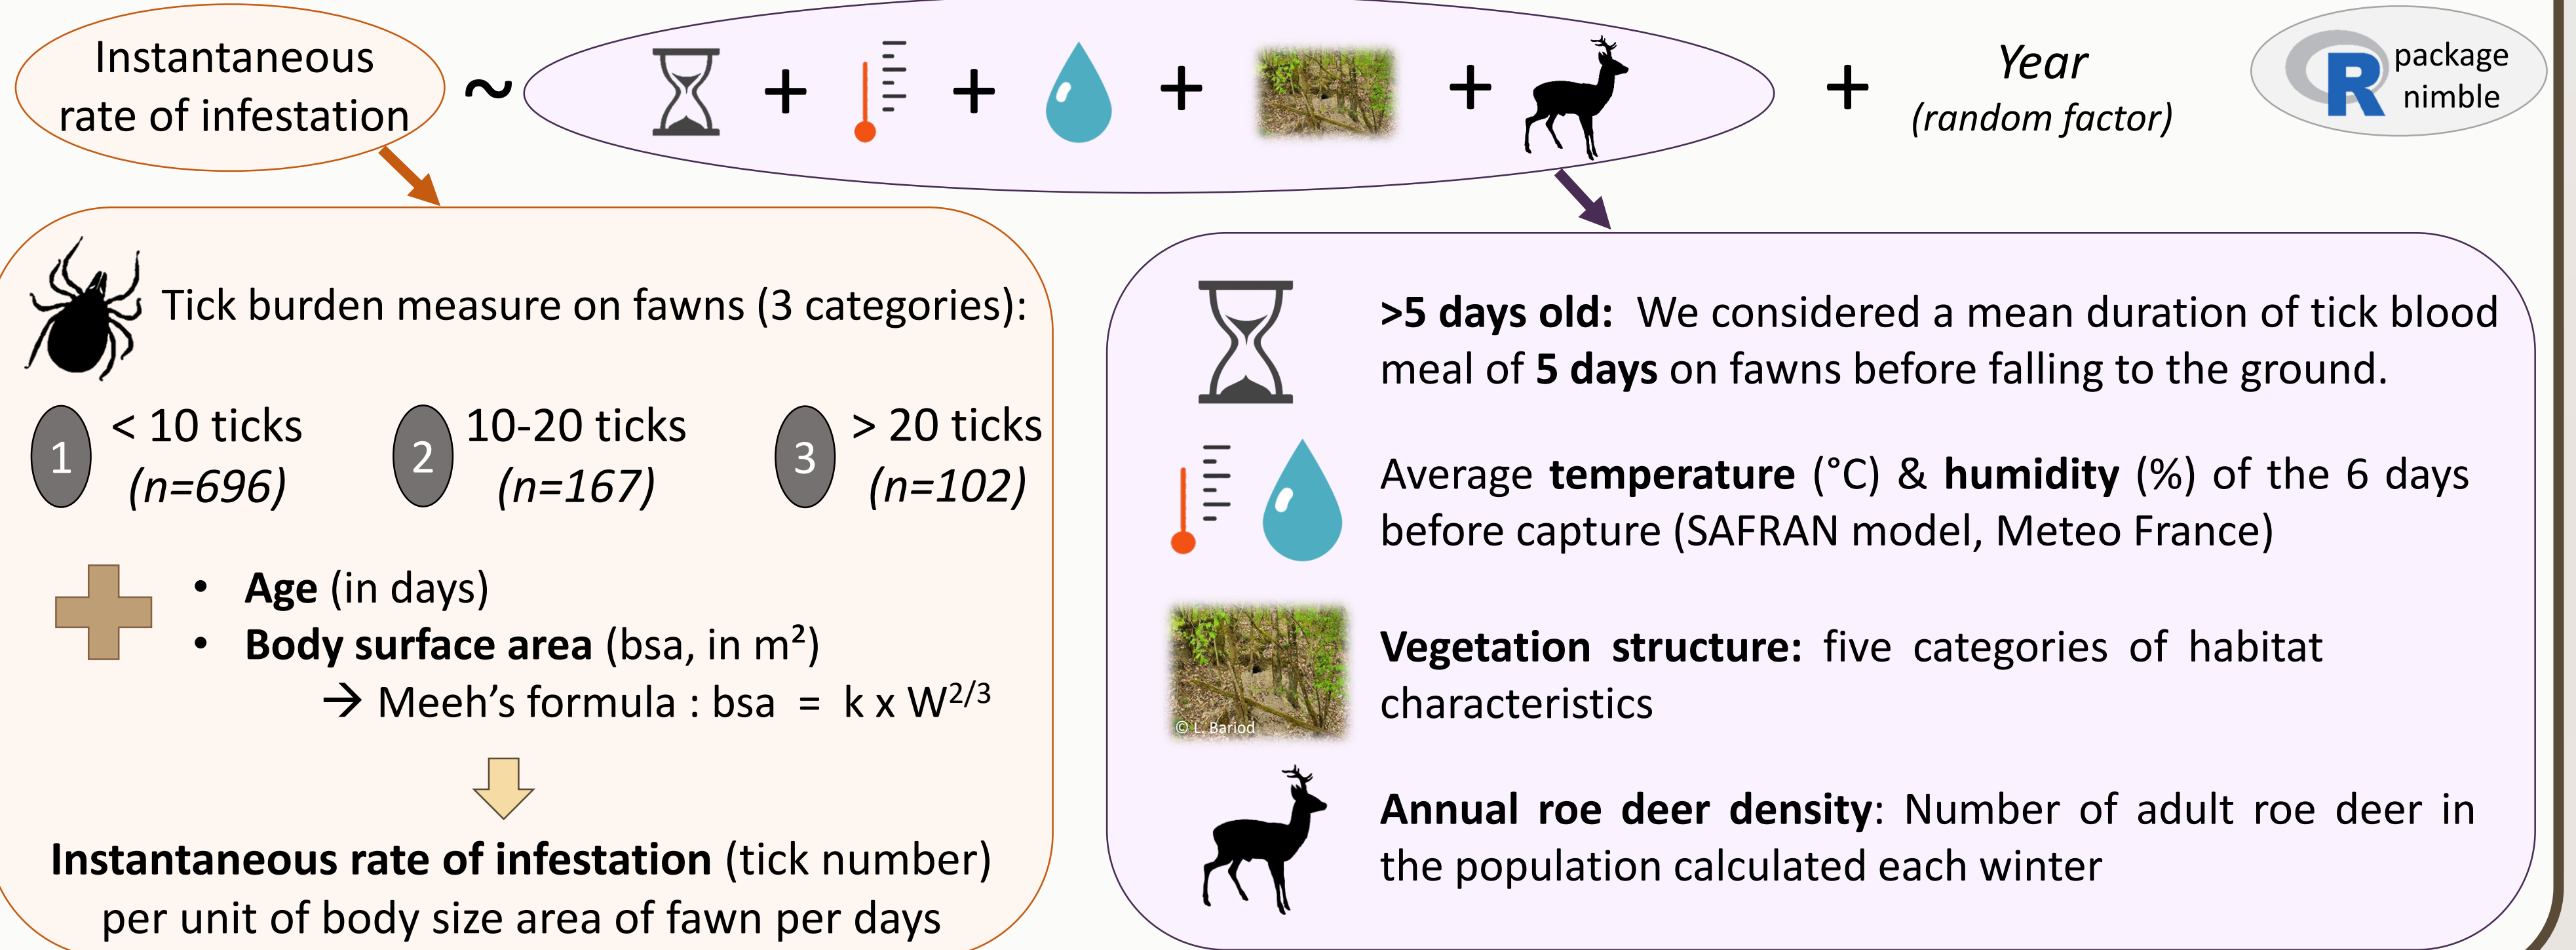 Instantaneous
rate of infestation
~
+
+
+
+
+
Year
(random factor)
R
package
nimble
Tick burden measure on fawns (3 categories):
1
< 10 ticks
(n=696)
2
10-20 ticks
(n=167)
3
> 20 ticks
(n=102)
• Age (in days)
• Body surface area (bsa, in m²)
→ Meeh’s formula : bsa = k x W^2/3
Instantaneous rate of infestation (tick number)
per unit of body size area of fawn per days
>5 days old: We considered a mean duration of tick blood
meal of 5 days on fawns before falling to the ground.
Average temperature (°C) & humidity (%) of the 6 days
before capture (SAFRAN model, Meteo France)
© L. Bariod
Vegetation structure: five categories of habitat
characteristics
Annual roe deer density: Number of adult roe deer in
the population calculated each winter